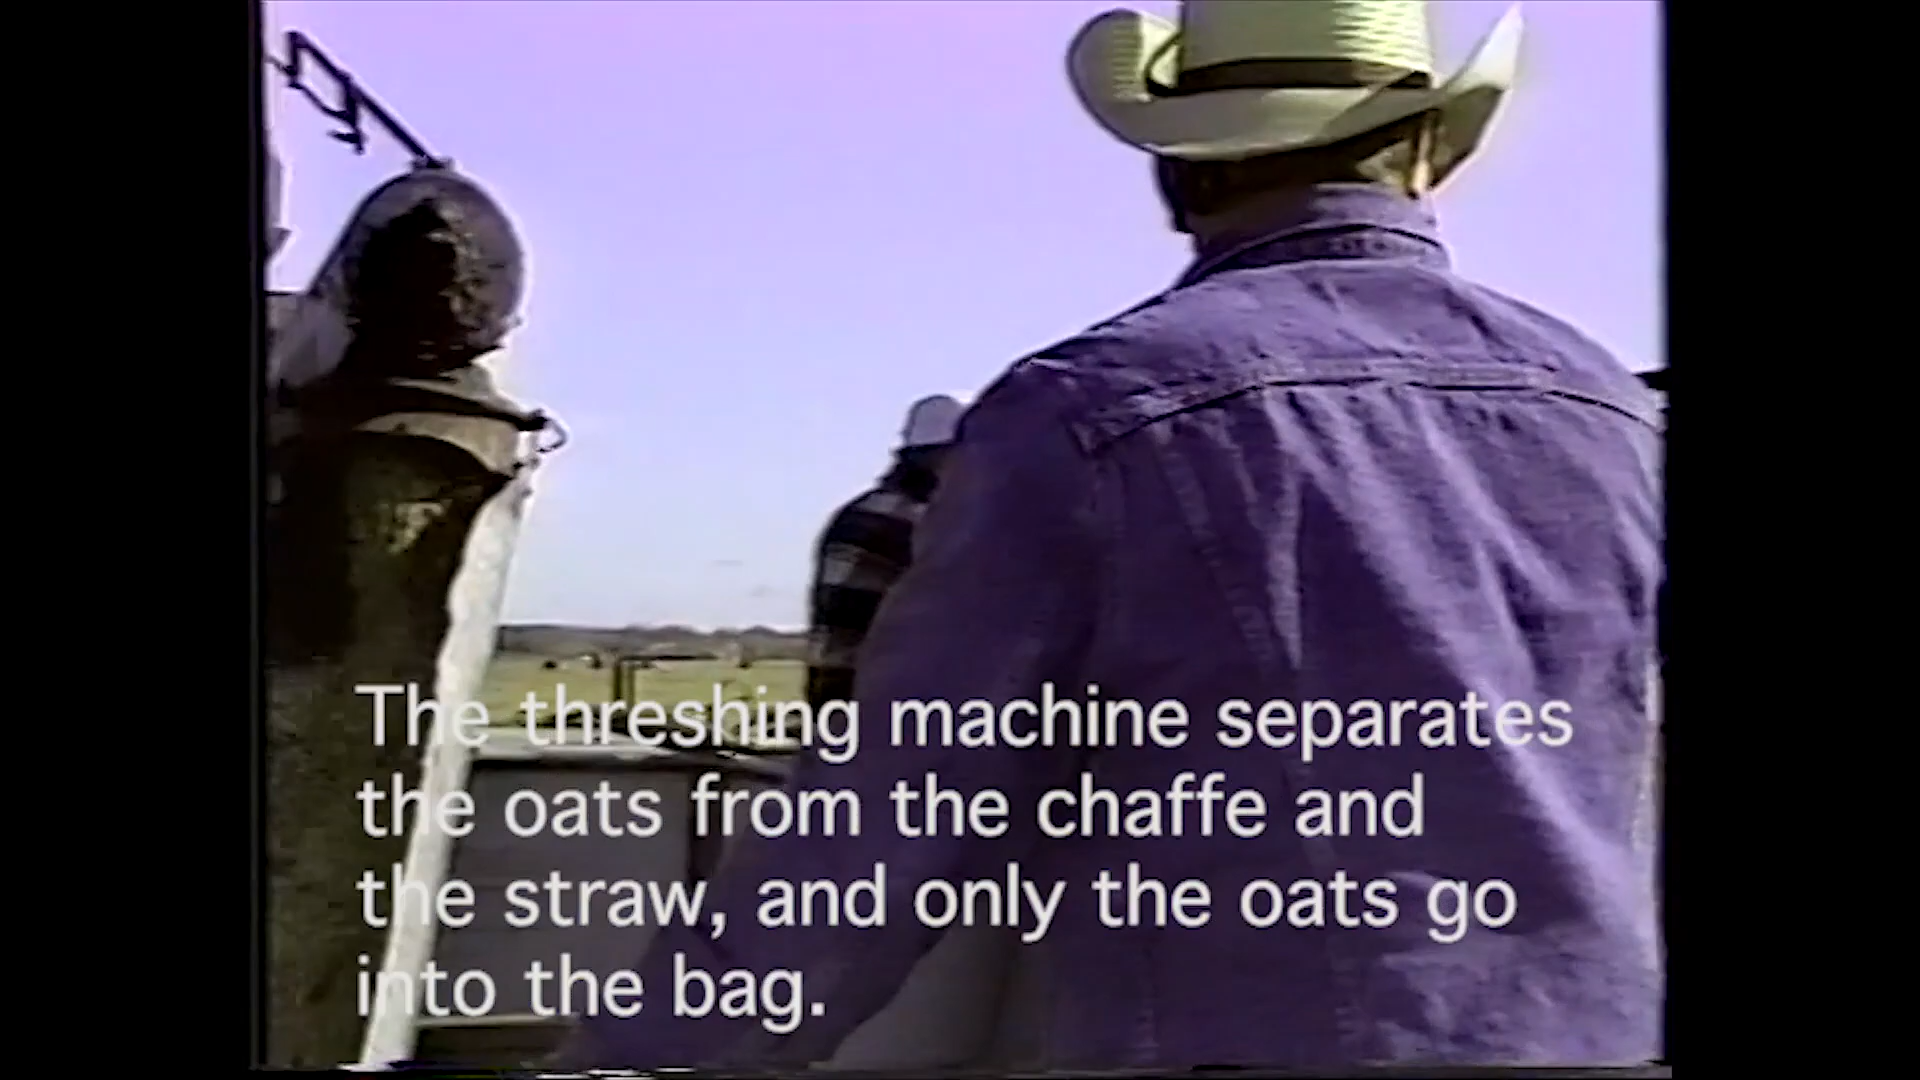 The threshing machine separates
the oats from the chaffe and
the straw, and only the oats go
into the bag.